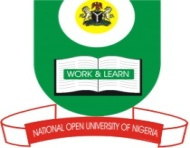 WORK & LEARN
NATIONAL OPEN UNIVERSITY OF NIGERIA